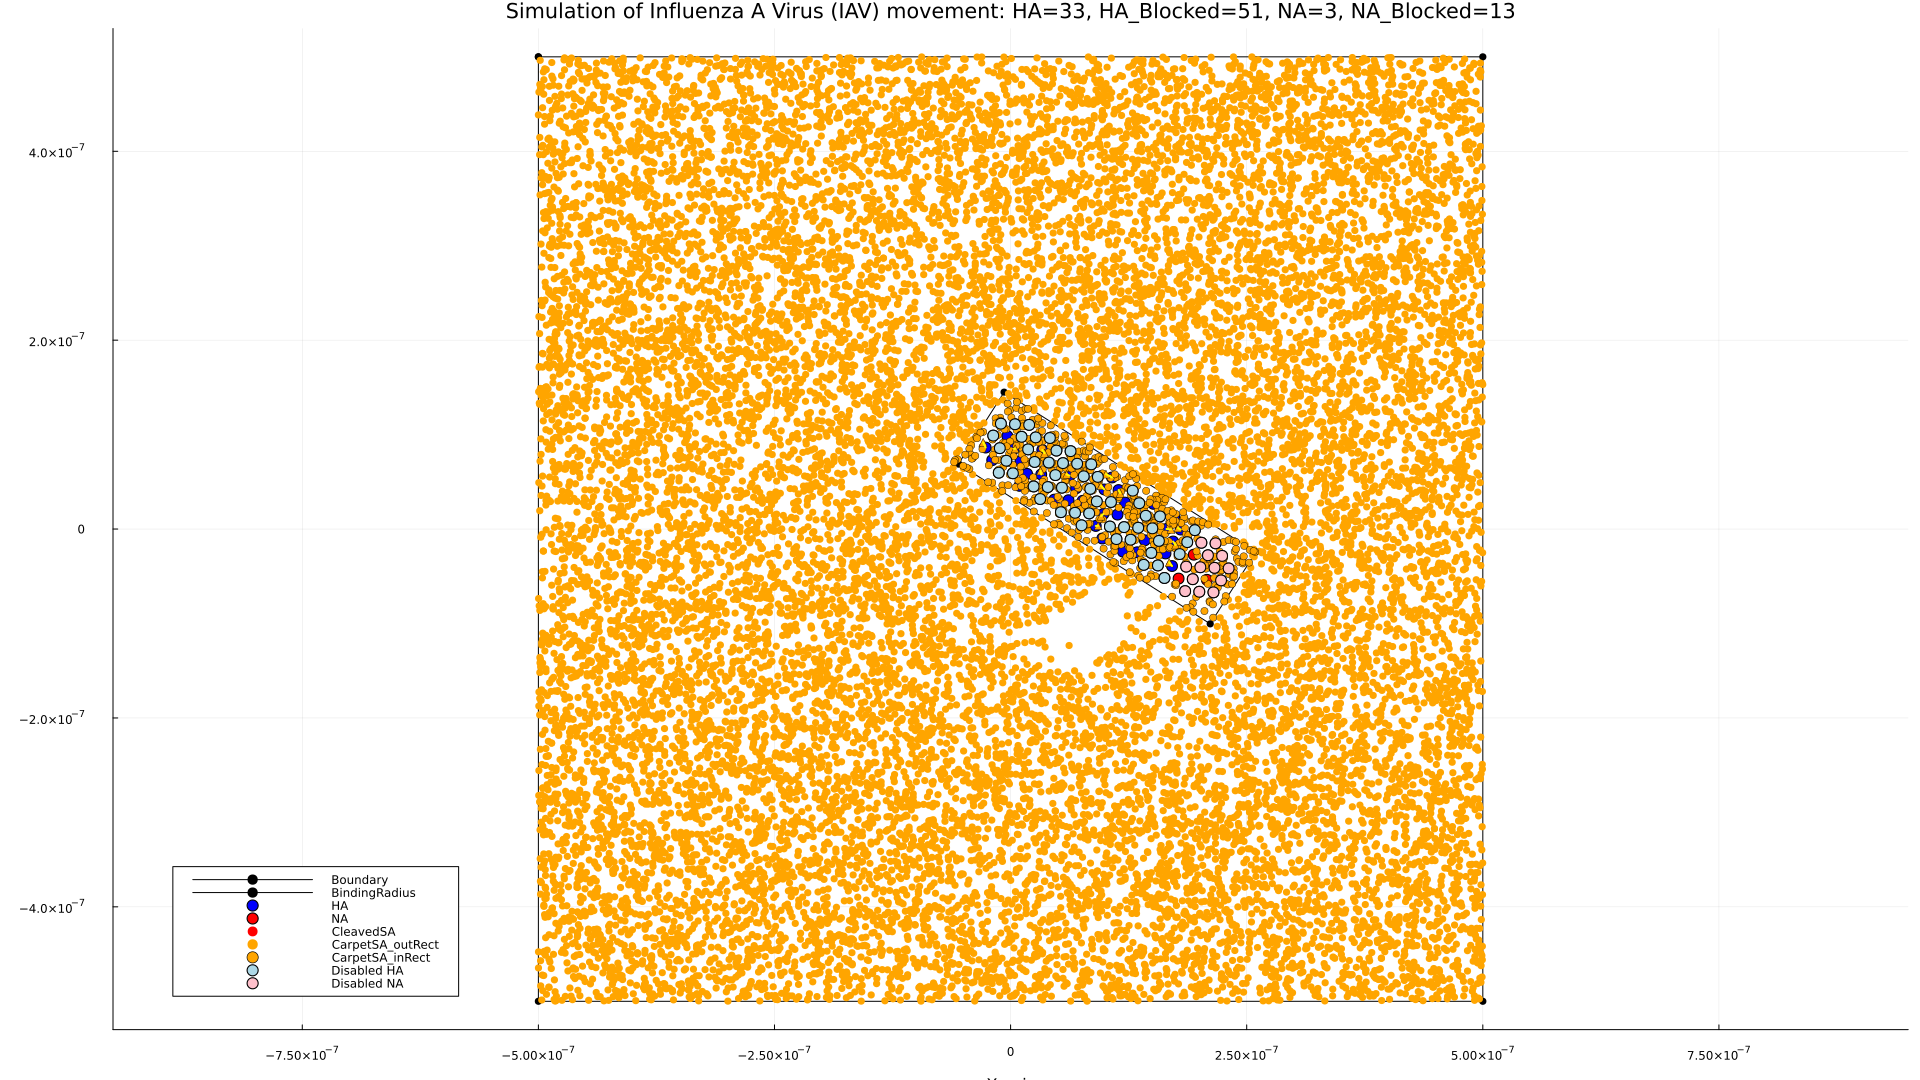 Simulation of Influenza A Virus (IAV) movement: HA=33, HA_Blocked=51, NA=3, NA_Blocked=13
4.0×10⁻⁷
2.0×10⁻⁷
0
−2.0×10⁻⁷
−4.0×10⁻⁷
Boundary
BindingRadius
HA
NA
CleavedSA
CarpetSA_outRect
CarpetSA_inRect
Disabled HA
Disabled NA
−7.50×10⁻⁷ −5.00×10⁻⁷ −2.50×10⁻⁷ 0 2.50×10⁻⁷ 5.00×10⁻⁷ 7.50×10⁻⁷